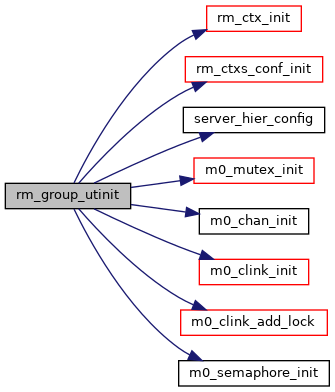 rm_ctx_init
rm_ctxs_conf_init
server_hier_config
m0_mutex_init
rm_group_utinit
m0_chan_init
m0_clink_init
m0_clink_add_lock
m0_semaphore_init